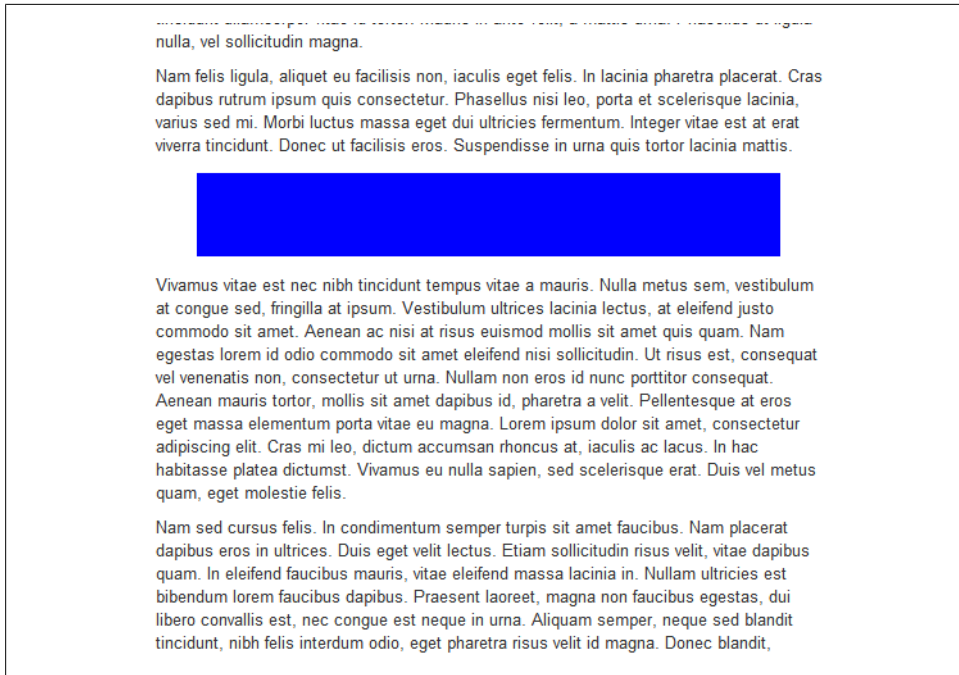 nulla, vel sollicitudin magna.
Nam felis ligula, aliquet eu facilisis non, iaculis eget felis. In lacinia pharetra placerat. Cras
dapibus rutrum ipsum quis consectetur. Phasellus nisi leo, porta et scelerisque lacinia,
varius sed mi. Morbi luctus massa eget dui ultricies fermentum. Integer vitae est at erat
viverra tincidunt. Donec ut facilisis eros. Suspendisse in urna quis tortor lacinia mattis.
Vivamus vitae est nec nibh tincidunt tempus vitae a mauris. Nulla metus sem, vestibulum
at congue sed, fringilla at ipsum. Vestibulum ultrices lacinia lectus, at eleifend justo
commodo sit amet. Aenean ac nisi at risus euismod mollis sit amet quis quam. Nam
egestas lorem id odio commodo sit amet eleifend nisi sollicitudin. Ut risus est, consequat
vel venenatis non, consectetur ut urna. Nullam non eros id nunc porttitor consequat.
Aenean mauris tortor, mollis sit amet dapibus id, pharetra a velit. Pellentesque at eros
eget massa elementum porta vitae eu magna. Lorem ipsum dolor sit amet, consectetur
adipiscing elit. Cras mi leo, dictum accumsan rhoncus at, iaculis ac lacus. In hac
habitasse platea dictumst. Vivamus eu nulla sapien, sed scelerisque erat. Duis vel metus
quam, eget molestie felis.
Nam sed cursus felis. In condimentum semper turpis sit amet faucibus. Nam placerat
dapibus eros in ultrices. Duis eget velit lectus. Etiam sollicitudin risus velit, vitae dapibus
quam. In eleifend faucibus mauris, vitae eleifend massa lacinia in. Nullam ultricies est
bibendum lorem faucibus dapibus. Praesent laoreet, magna non faucibus egestas, dui
libero convallis est, nec congue est neque in urna. Aliquam semper, neque sed blandit
tincidunt, nibh felis interdum odio, eget pharetra risus velit id magna. Donec blandit,